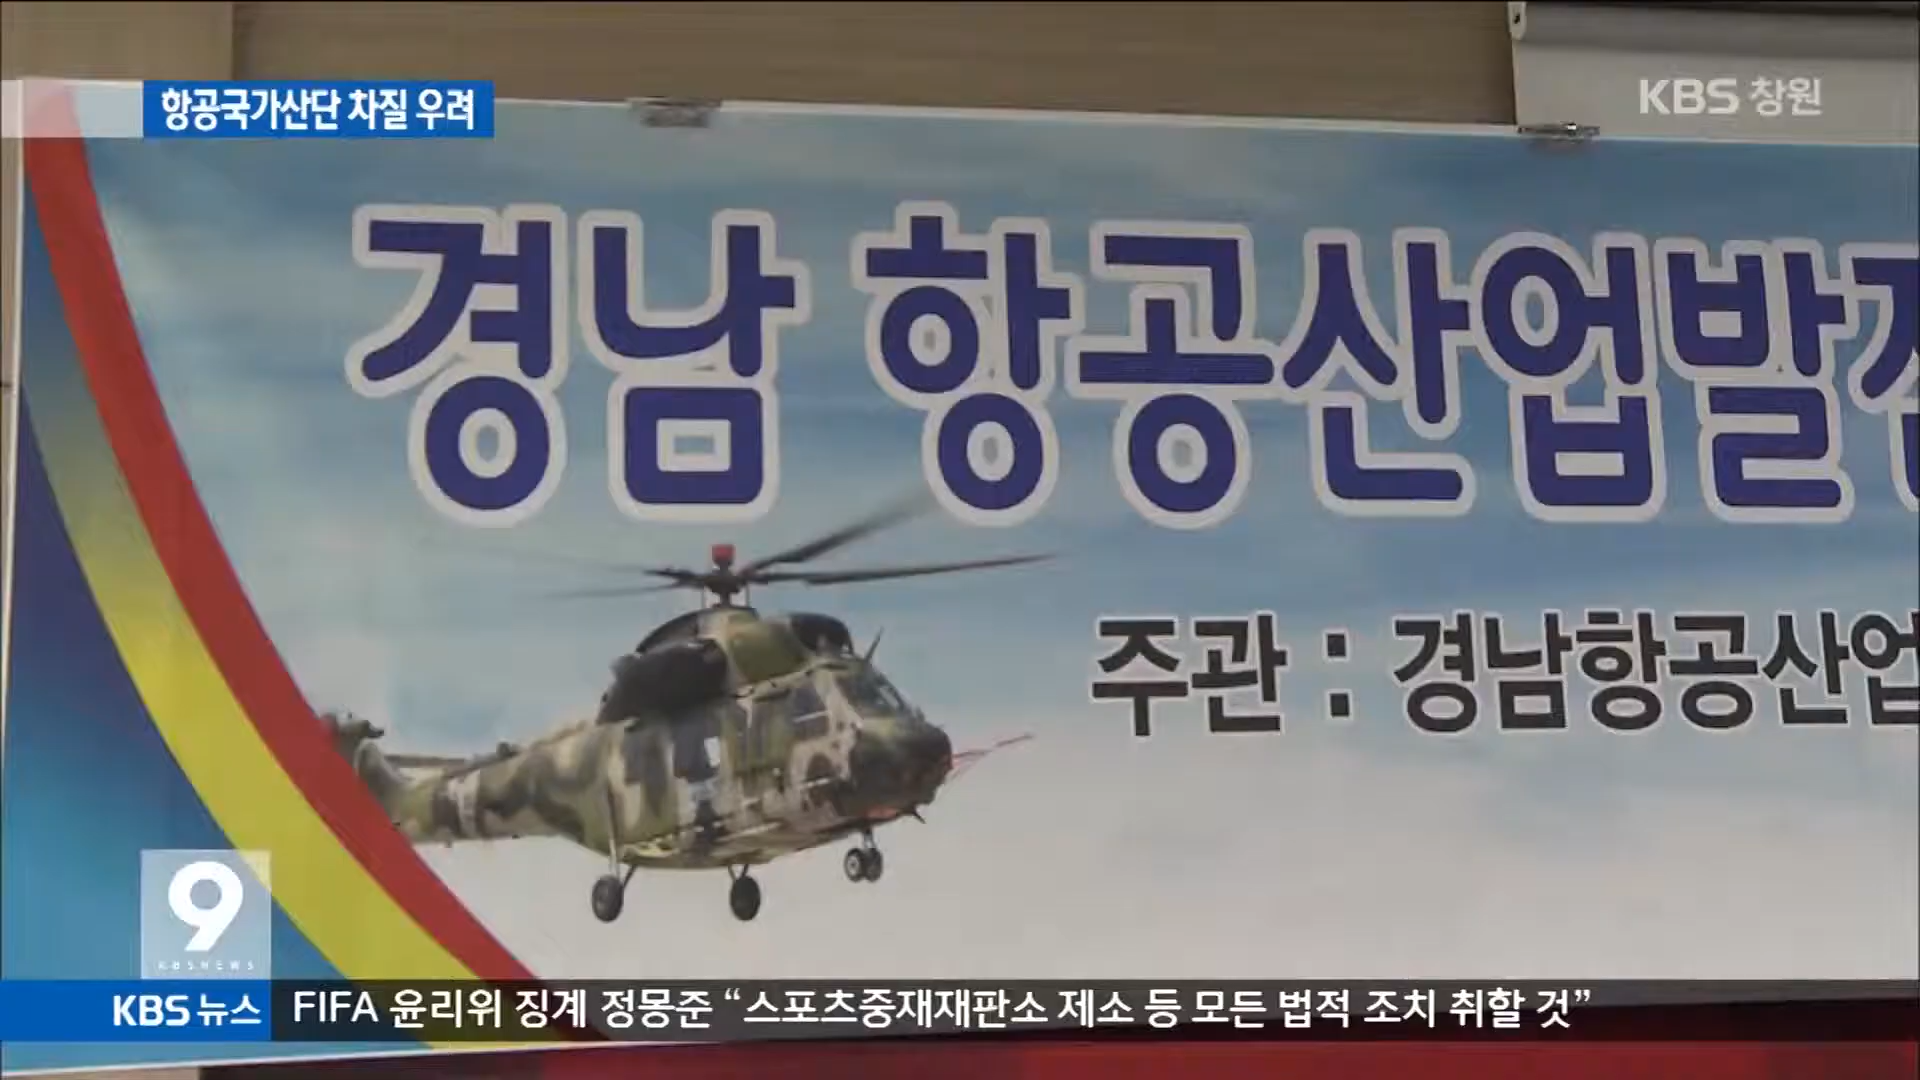 항공국가산단 차질 우려
KBS 창원
경남 항공산업발
주관 : 경남항공산업
9
KBS NEWS
KBS 뉴스
FIFA 윤리위 징계 정몽준 “스포츠중재재판소 제소 등 모든 법적 조치 취할 것”